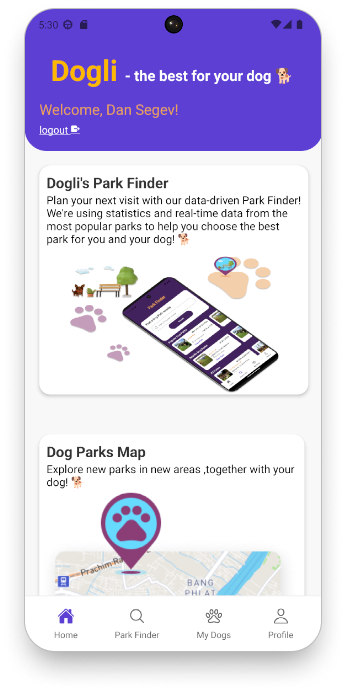 5:30
Dogli - the best for your dog 🐕
Welcome, Dan Segev!
logout
Dogli's Park Finder
Plan your next visit with our data-driven Park Finder!
We're using statistics and real-time data from the
most popular parks to help you choose the best
park for you and your dog! 🐕
Dog Parks Map
Explore new parks in new areas ,together with your
dog! 🐕
Prachim Ra
BANG
PHLAT
Home
Park Finder
My Dogs
Profile